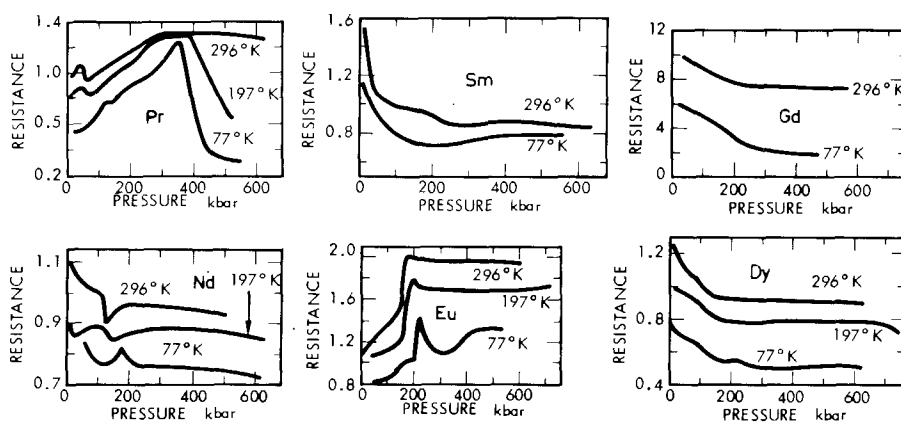 RESISTANCE
1.4
1.0
0.5
0.2
Pr
296°K
197°K
77°K
0 200 400 600
PRESSURE kbar
RESISTANCE
1.6
1.2
0.8
Sm
296°K
77°K
0 200 400 600
PRESSURE kbar
RESISTANCE
12
8
4
0
Gd
296°K
77°K
0 200 400 600
PRESSURE kbar
RESISTANCE
1.1
0.9
0.7
Nd
197°K
296°K
77°K
0 200 400 600
PRESSURE kbar
RESISTANCE
2.0
1.6
1.2
0.8
296°K
197°K
Eu
77°K
0 200 400 600
PRESSURE kbar
RESISTANCE
1.2
0.8
0.4
Dy
296°K
197°K
77°K
0 200 400 600
PRESSURE kbar